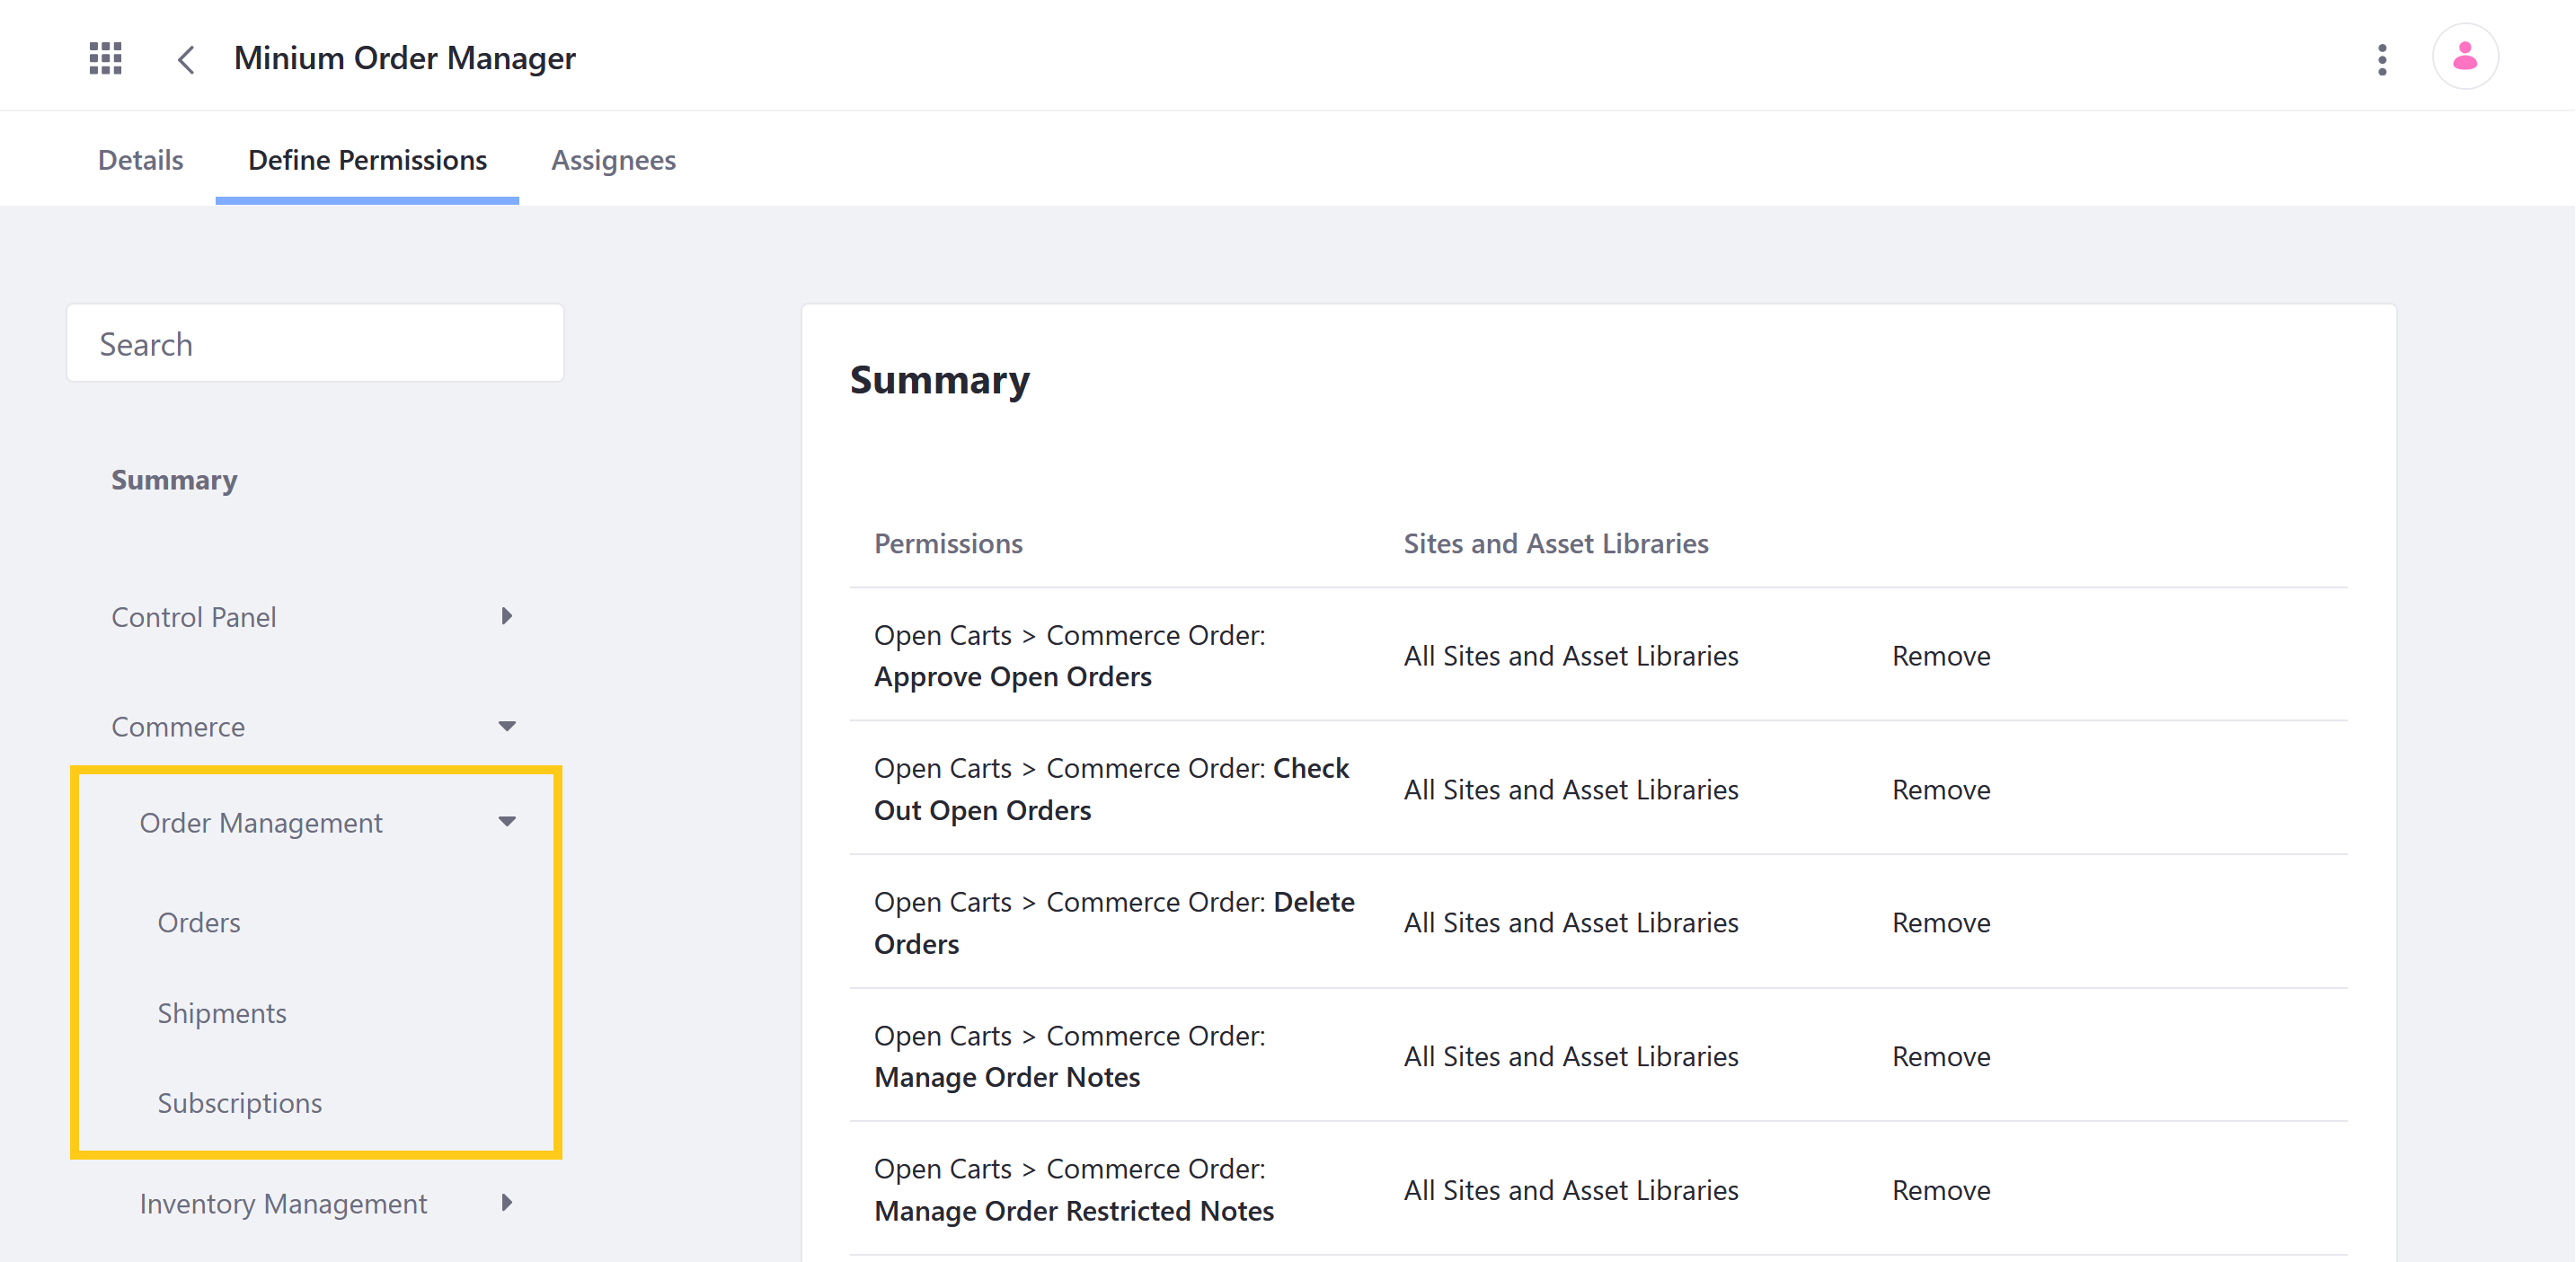 Minium Order Manager
Details
Define Permissions
Assignees
Search
Summary
Control Panel
Commerce
Order Management
Orders
Shipments
Subscriptions
Inventory Management
Summary
Permissions
Sites and Asset Libraries
Open Carts > Commerce Order:
Approve Open Orders
All Sites and Asset Libraries
Remove
Open Carts > Commerce Order: Check
Out Open Orders
All Sites and Asset Libraries
Remove
Open Carts > Commerce Order: Delete
Orders
All Sites and Asset Libraries
Remove
Open Carts > Commerce Order:
Manage Order Notes
All Sites and Asset Libraries
Remove
Open Carts > Commerce Order:
Manage Order Restricted Notes
All Sites and Asset Libraries
Remove